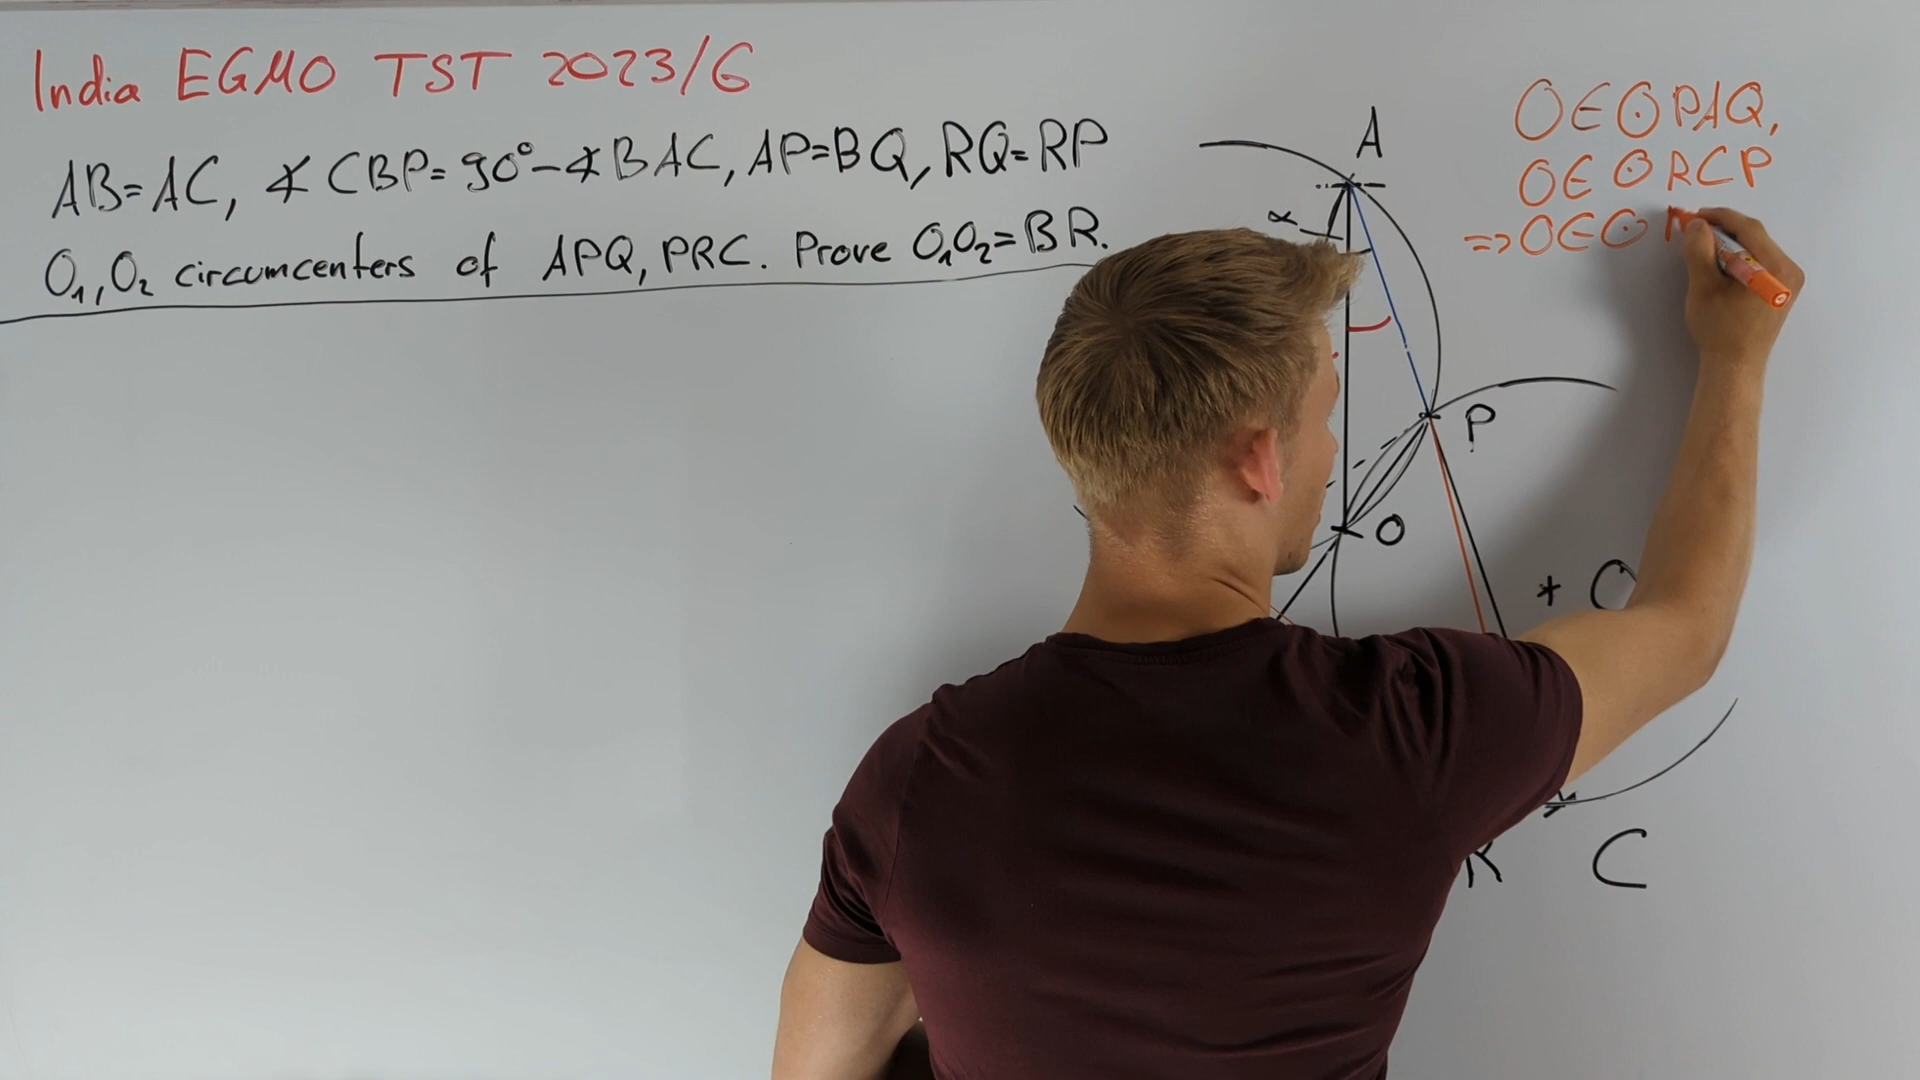 India EGMO TST 2023/6
AB=AC, ∡CBP=90°-∡BAC, AP=BQ, RQ=RP
O₁,O₂ circumcenters of APQ, PRC. Prove O₁O₂=BR.
O∈⊙PAQ,
O∈⊙RCP
⇒O∈⊙
A
α
P
O
R
C